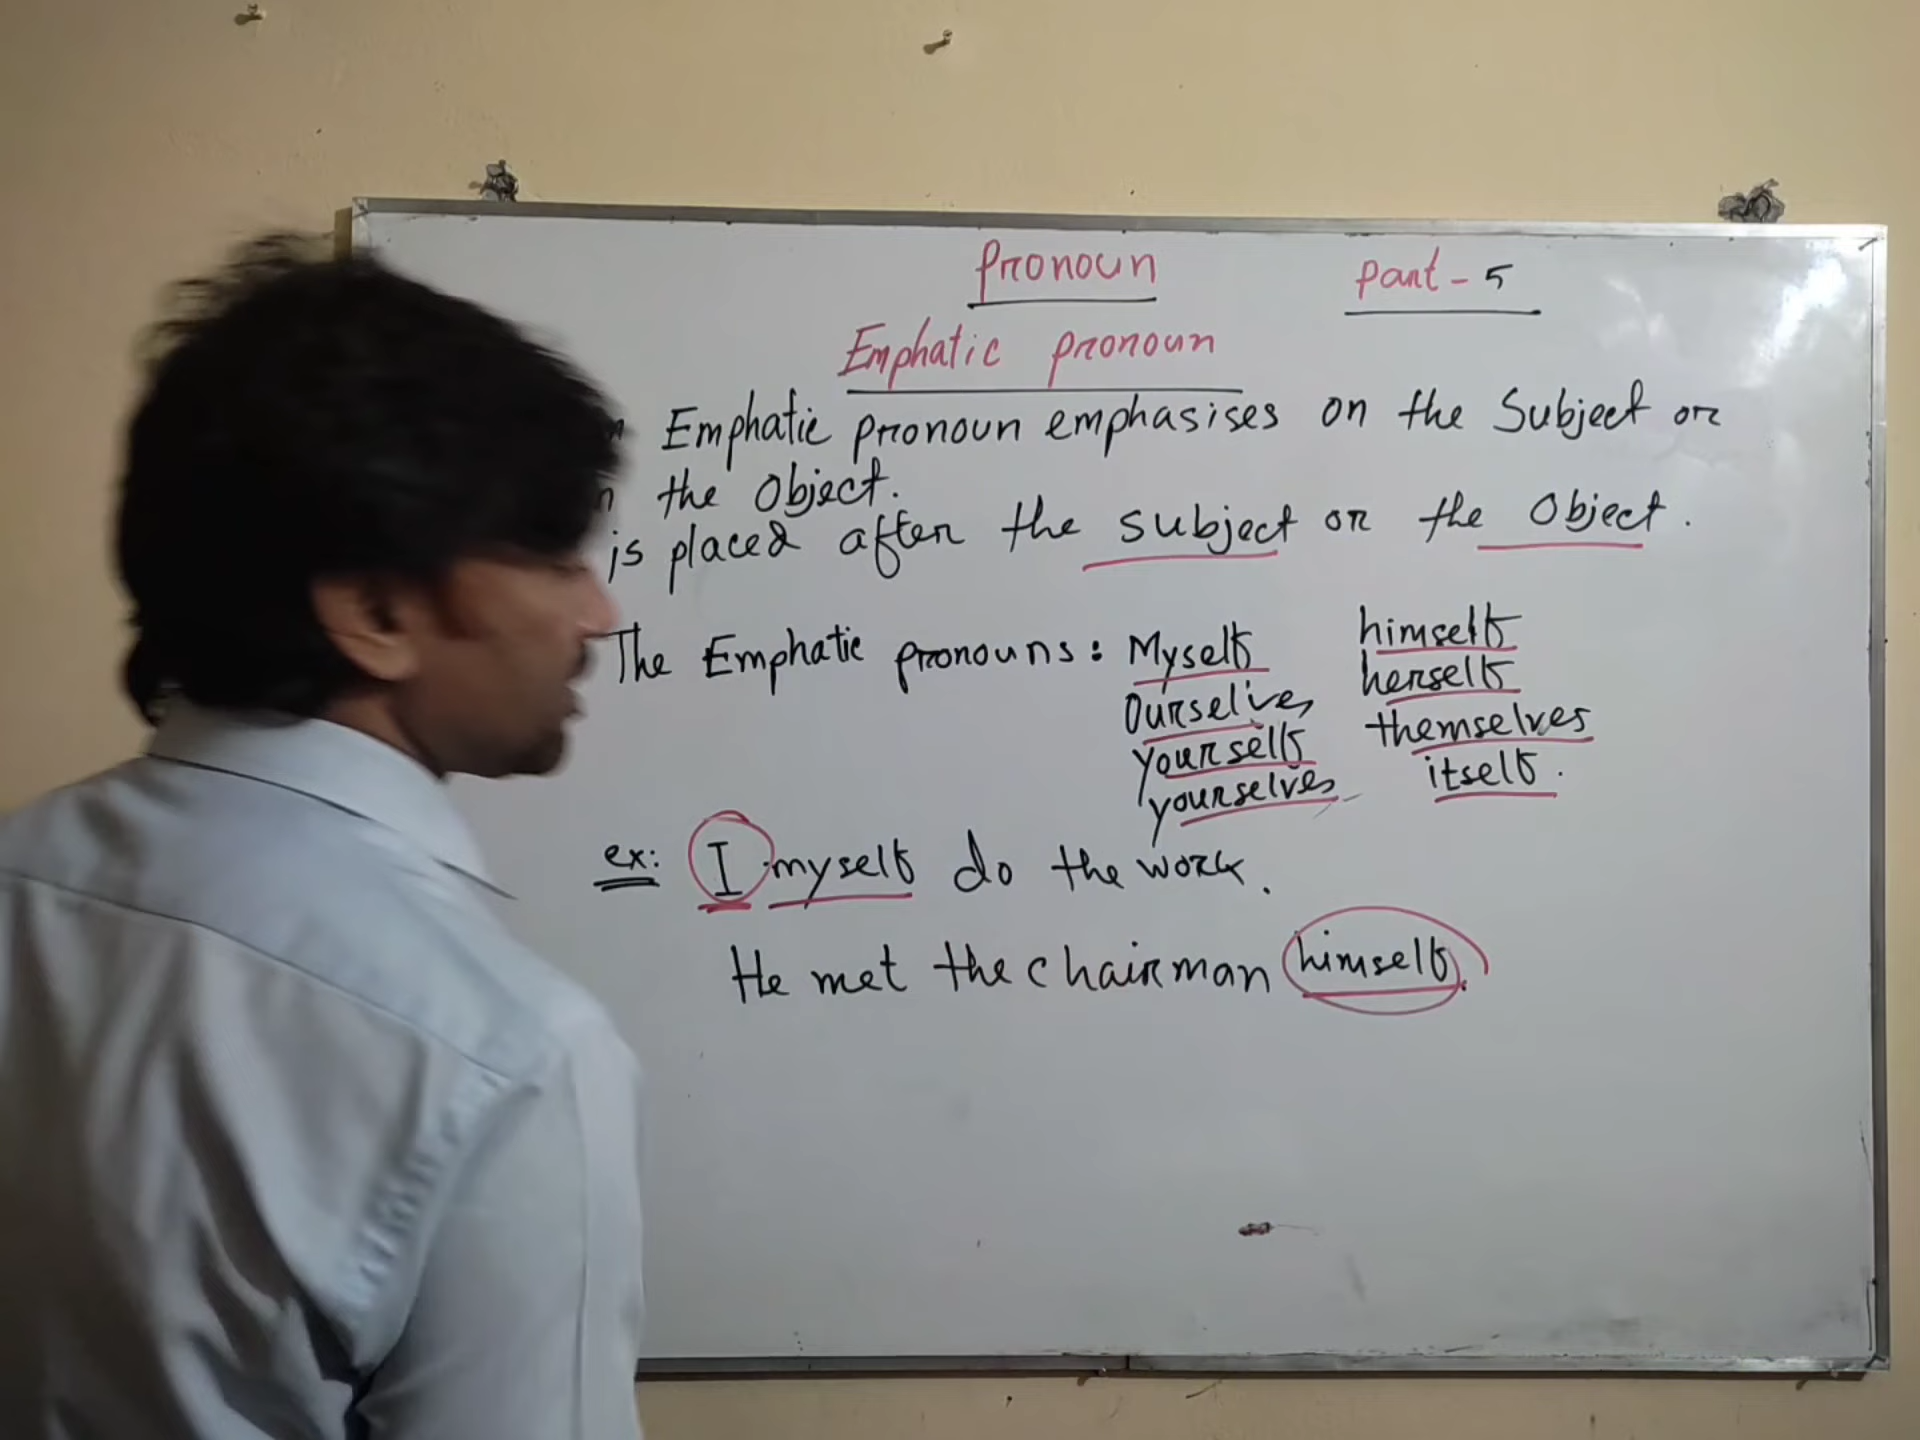 Pronoun
Part - 5
Emphatic pronoun
Emphatic pronoun emphasises on the Subject or
the Object.
is placed after the subject or the Object.
The Emphatic pronouns: Myself himself
Ourselves herself
yourself themselves
yourselves itself.
ex: I myself do the work.
He met the chairman himself.